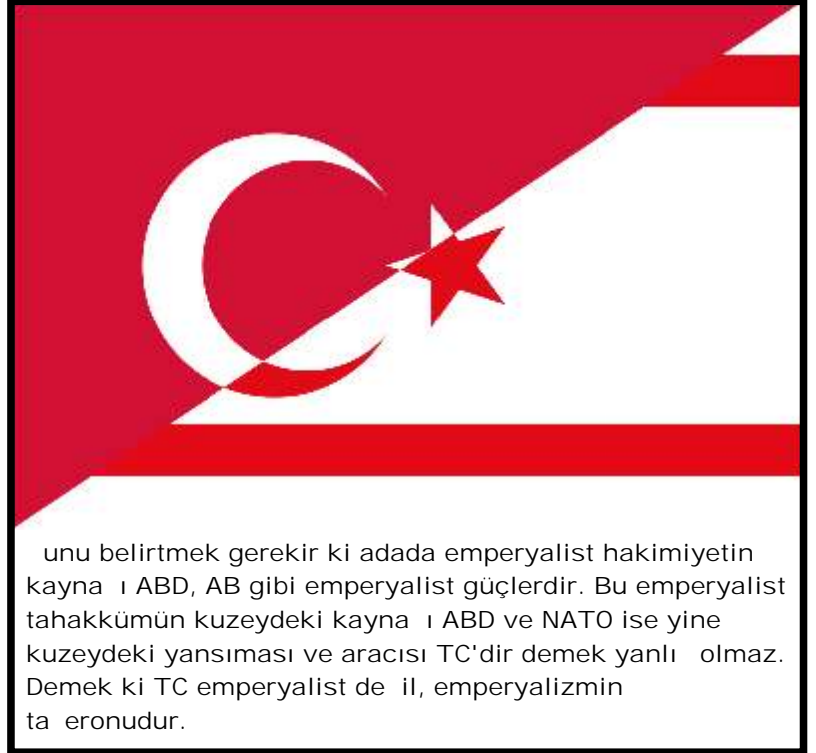 unu belirtmek gerekir ki adada emperyalist hakimiyetin
kayna ı ABD, AB gibi emperyalist güçlerdir. Bu emperyalist
tahakkümün kuzeydeki kayna ı ABD ve NATO ise yine
kuzeydeki yansıması ve aracısı TC'dir demek yanlı olmaz.
Demek ki TC emperyalist de il, emperyalizmin
ta eronudur.